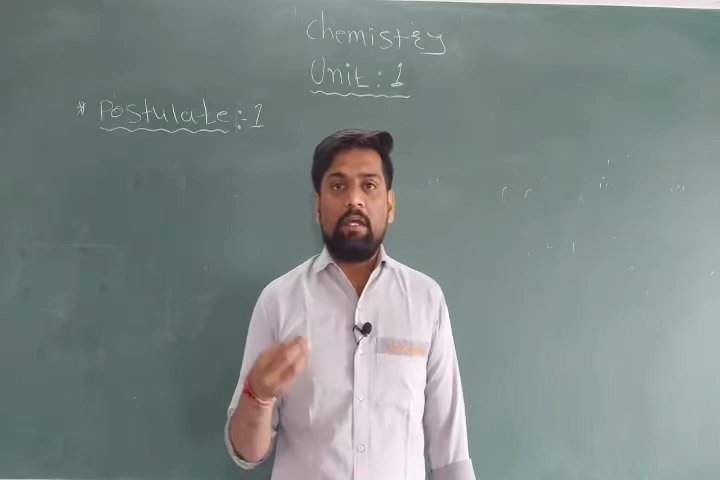 Chemistry
Unit : 1
* Postulate :- 1